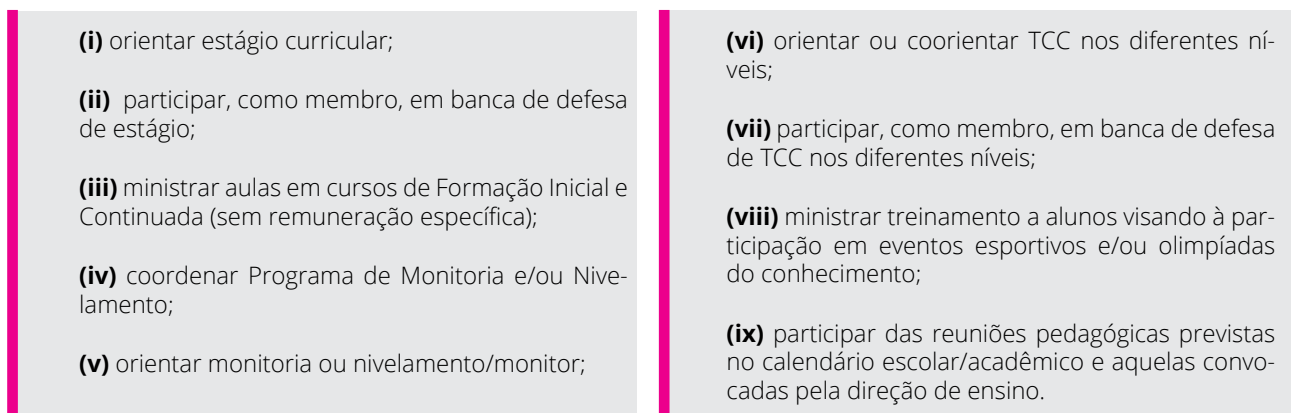 (i) orientar estágio curricular;
(ii) participar, como membro, em banca de defesa
de estágio;
(iii) ministrar aulas em cursos de Formação Inicial e
Continuada (sem remuneração específica);
(iv) coordenar Programa de Monitoria e/ou Nive-
lamento;
(v) orientar monitoria ou nivelamento/monitor;
(vi) orientar ou coorientar TCC nos diferentes ní-
veis;
(vii) participar, como membro, em banca de defesa
de TCC nos diferentes níveis;
(viii) ministrar treinamento a alunos visando à par-
ticipação em eventos esportivos e/ou olimpíadas
do conhecimento;
(ix) participar das reuniões pedagógicas previstas
no calendário escolar/acadêmico e aquelas convo-
cadas pela direção de ensino.